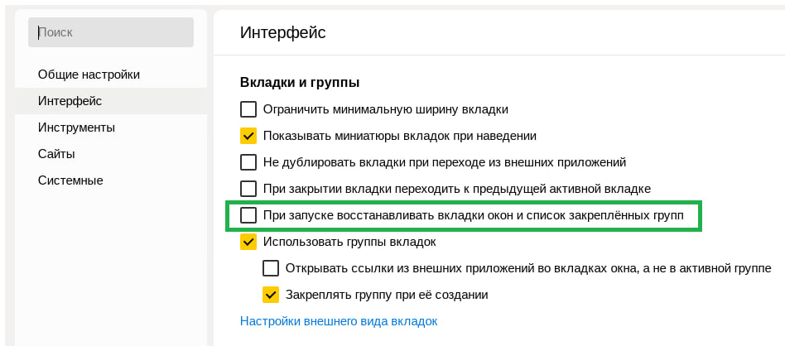 Поиск
Общие настройки
Интерфейс
Инструменты
Сайты
Системные
Интерфейс
Вкладки и группы
Ограничить минимальную ширину вкладки
Показывать миниатюры вкладок при наведении
Не дублировать вкладки при переходе из внешних приложений
При закрытии вкладки переходить к предыдущей активной вкладке
При запуске восстанавливать вкладки окон и список закреплённых групп
Использовать группы вкладок
Открывать ссылки из внешних приложений во вкладках окна, а не в активной группе
Закреплять группу при её создании
Настройки внешнего вида вкладок